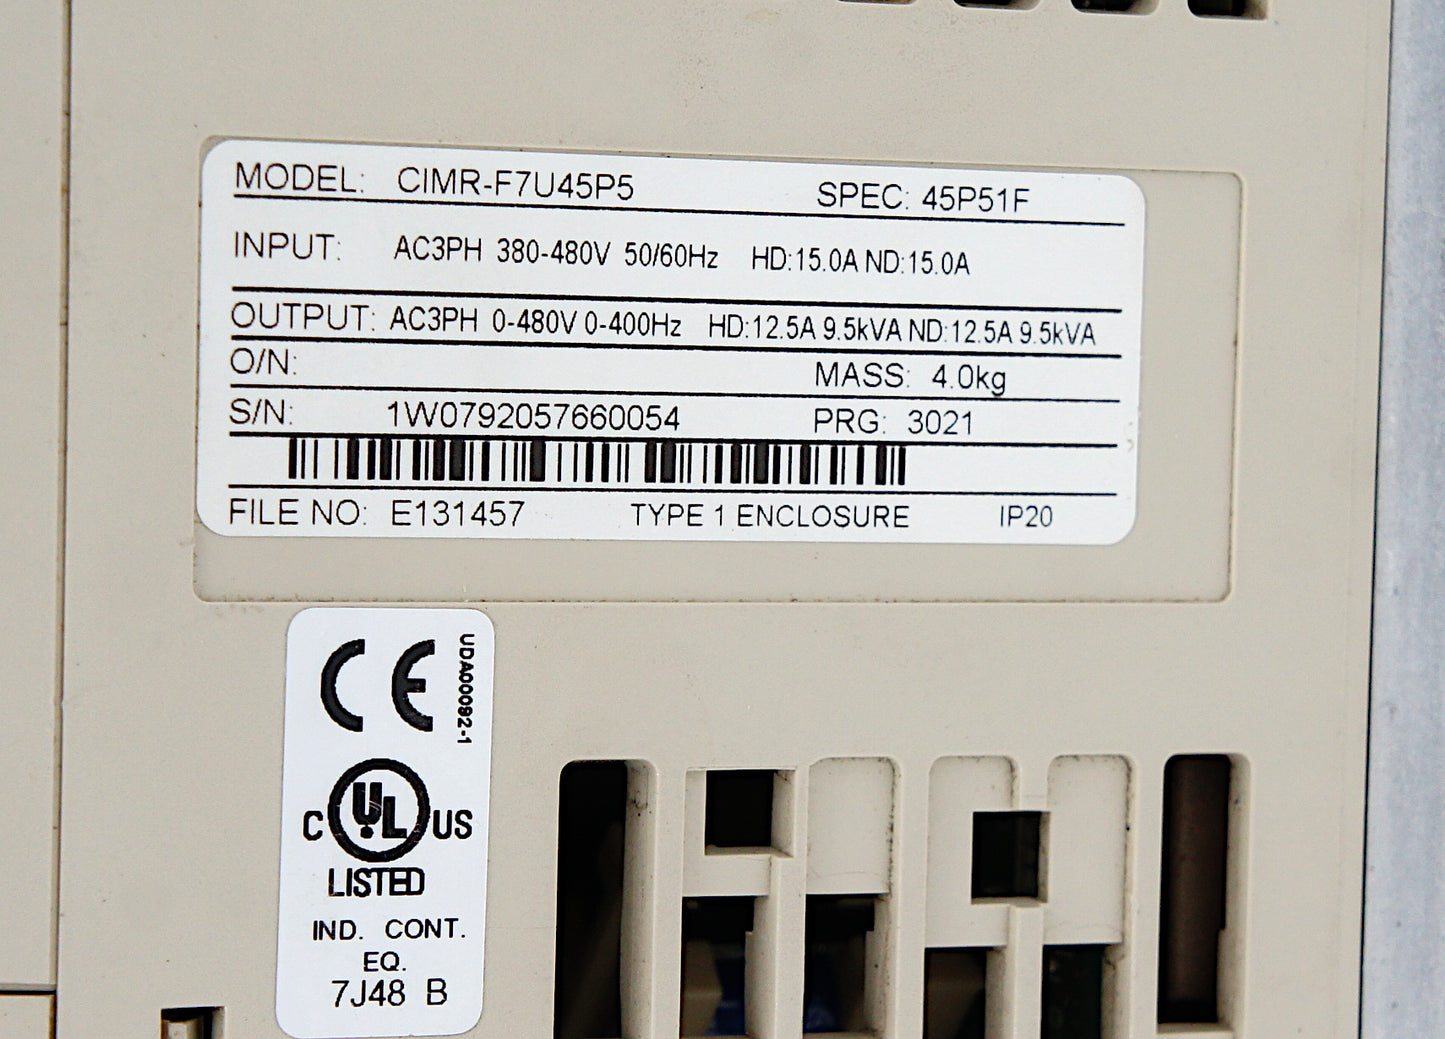 MODEL: CIMR-F7U45P5 SPEC: 45P51F
INPUT: AC3PH 380-480V 50/60Hz HD:15.0A ND:15.0A
OUTPUT: AC3PH 0-480V 0-400Hz HD:12.5A 9.5kVA ND:12.5A 9.5kVA
O/N: MASS: 4.0kg
S/N: 1W0792057660054 PRG: 3021
FILE NO: E131457 TYPE 1 ENCLOSURE IP20
CE
UDA00092-1
C UL US
LISTED
IND. CONT.
EQ.
7J48 B